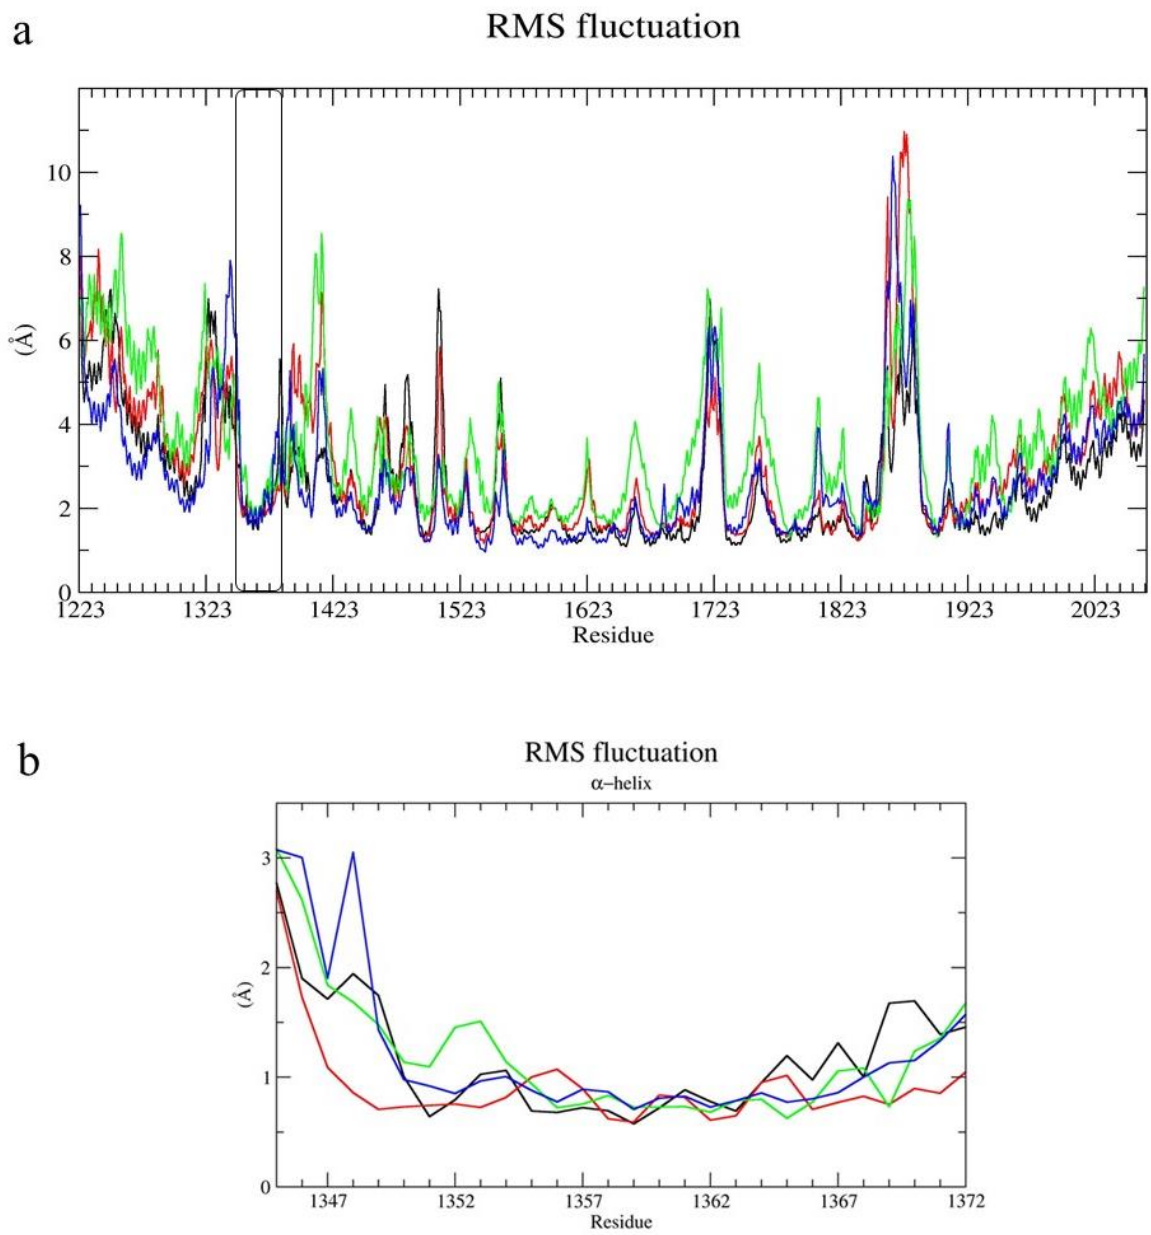 a
RMS fluctuation
10
8
6
4
2
0
(Å)
1223 1323 1423 1523 1623 1723 1823 1923 2023
Residue
b
RMS fluctuation
α−helix
3
2
1
0
(Å)
1347 1352 1357 1362 1367 1372
Residue